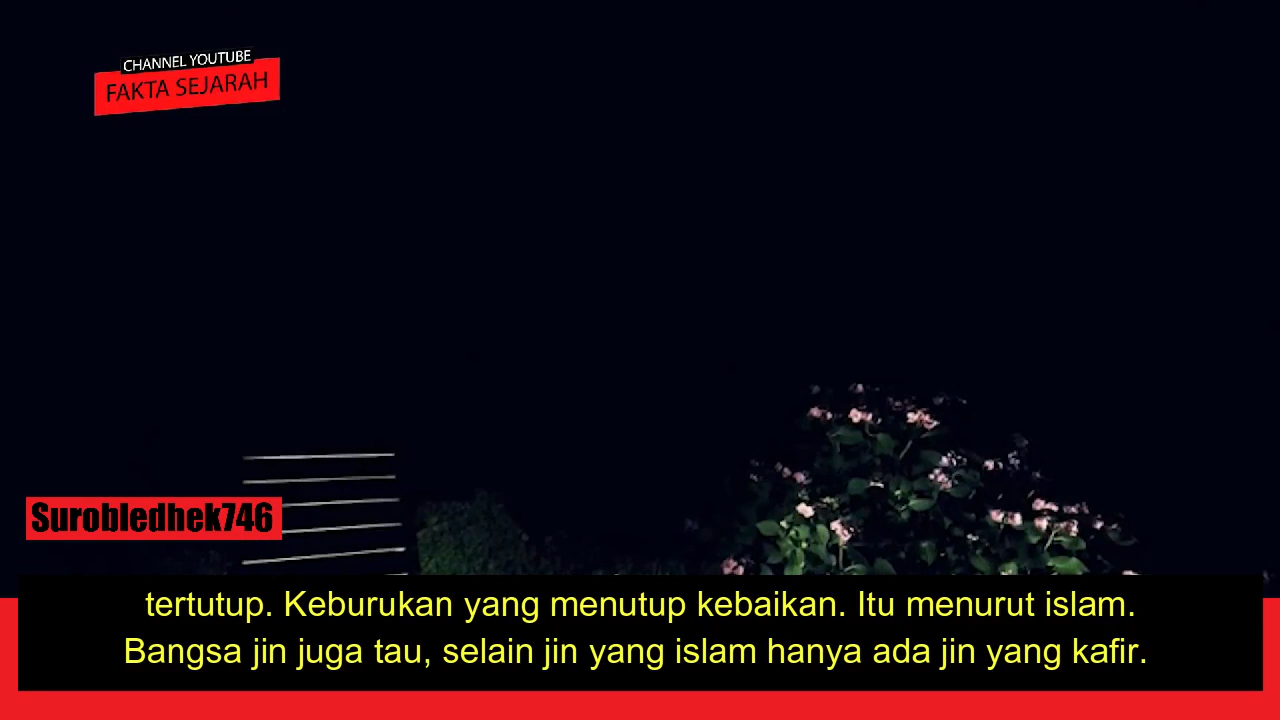 CHANNEL YOUTUBE
FAKTA SEJARAH
Surobledhek746
tertutup. Keburukan yang menutup kebaikan. Itu menurut islam.
Bangsa jin juga tau, selain jin yang islam hanya ada jin yang kafir.